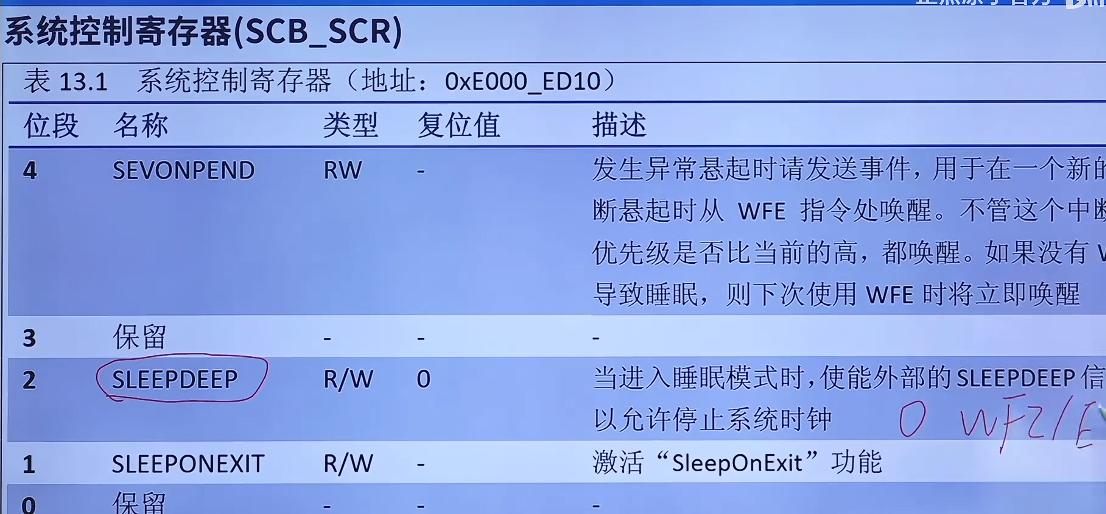 系统控制寄存器(SCB_SCR)
表 13.1 系统控制寄存器（地址：0xE000_ED10）
位段 名称 类型 复位值 描述
4 SEVONPEND RW - 发生异常悬起时请发送事件，用于在一个新的
断悬起时从 WFE 指令处唤醒。不管这个中断
优先级是否比当前的高，都唤醒。如果没有
导致睡眠，则下次使用 WFE 时将立即唤醒
3 保留 - - -
2 SLEEPDEEP R/W 0 当进入睡眠模式时，使能外部的 SLEEPDEEP 信
以允许停止系统时钟 0 WFI/E
1 SLEEPONEXIT R/W - 激活“SleepOnExit”功能
0 保留 - - -